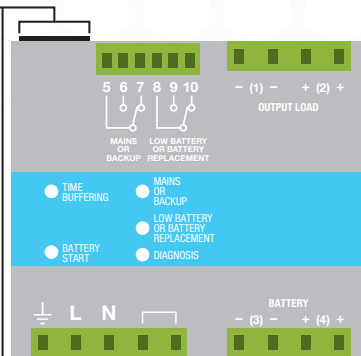 5 6 7 8 9 10
− (1) − + (2) +
OUTPUT LOAD
MAINS
OR
BACKUP
LOW BATTERY
OR BATTERY
REPLACEMENT
TIME
BUFFERING
MAINS
OR
BACKUP
LOW BATTERY
OR BATTERY
REPLACEMENT
BATTERY
START
DIAGNOSIS
L N
BATTERY
− (3) − + (4) +